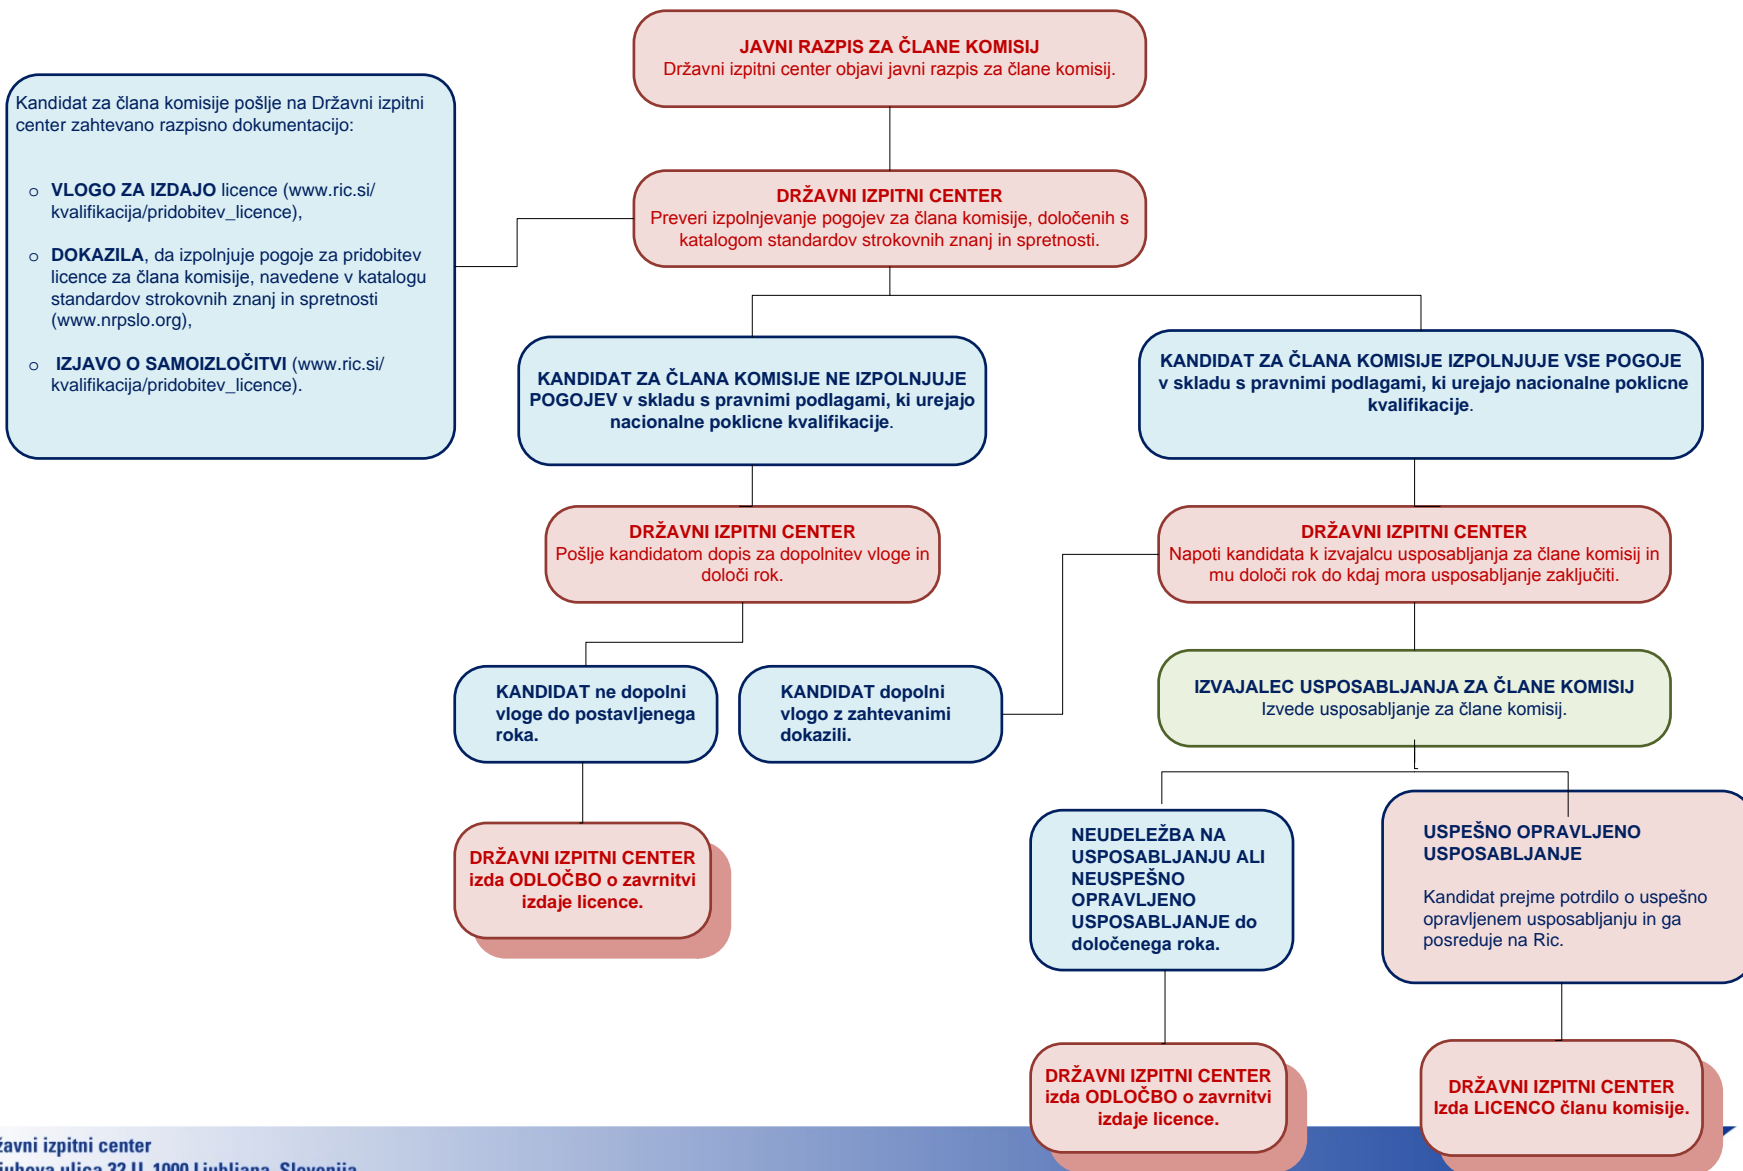 JAVNI RAZPIS ZA ČLANE KOMISIJ
Državni izpitni center objavi javni razpis za člane komisij.
Kandidat za člana komisije pošlje na Državni izpitni
center zahtevano razpisno dokumentacijo:
o VLOGO ZA IZDAJO licence (www.ric.si/
kvalifikacija/pridobitev_licence),
o DOKAZILA, da izpolnjuje pogoje za pridobitev
licence za člana komisije, navedene v katalogu
standardov strokovnih znanj in spretnosti
(www.nrpslo.org),
o IZJAVO O SAMOIZLOČITVI (www.ric.si/
kvalifikacija/pridobitev_licence).
DRŽAVNI IZPITNI CENTER
Preveri izpolnjevanje pogojev za člana komisije, določenih s
katalogom standardov strokovnih znanj in spretnosti.
KANDIDAT ZA ČLANA KOMISIJE NE IZPOLNJUJE
POGOJEV v skladu s pravnimi podlagami, ki urejajo
nacionalne poklicne kvalifikacije.
KANDIDAT ZA ČLANA KOMISIJE IZPOLNJUJE VSE POGOJE
v skladu s pravnimi podlagami, ki urejajo nacionalne poklicne
kvalifikacije.
DRŽAVNI IZPITNI CENTER
Pošlje kandidatom dopis za dopolnitev vloge in
določi rok.
DRŽAVNI IZPITNI CENTER
Napoti kandidata k izvajalcu usposabljanja za člane komisij in
mu določi rok do kdaj mora usposabljanje zaključiti.
KANDIDAT ne dopolni
vloge do postavljenega
roka.
KANDIDAT dopolni
vlogo z zahtevanimi
dokazili.
IZVAJALEC USPOSABLJANJA ZA ČLANE KOMISIJ
Izvede usposabljanje za člane komisij.
DRŽAVNI IZPITNI CENTER
izda ODLOČBO o zavrnitvi
izdaje licence.
NEUDELEŽBA NA
USPOSABLJANJU ALI
NEUSPEŠNO
OPRAVLJENO
USPOSABLJANJE do
določenega roka.
USPEŠNO OPRAVLJENO
USPOSABLJANJE
Kandidat prejme potrdilo o uspešno
opravljenem usposabljanju in ga
posreduje na Ric.
DRŽAVNI IZPITNI CENTER
izda ODLOČBO o zavrnitvi
izdaje licence.
DRŽAVNI IZPITNI CENTER
Izda LICENCO članu komisije.
žavni izpitni center
ulica 32 U, 1000 Ljubljana, Slovenija